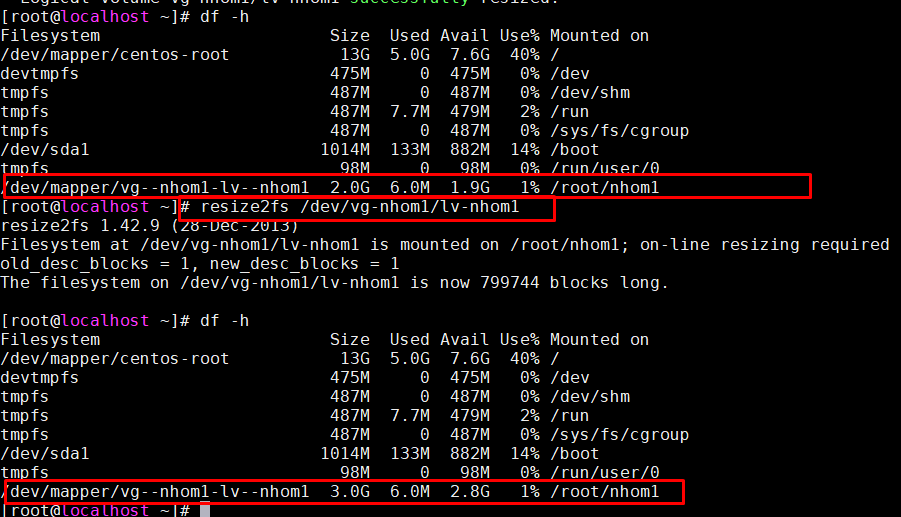 Logical volume vg-nhom1/lv-nhom1 successfully resized.
[root@localhost ~]# df -h
Filesystem                       Size  Used Avail Use% Mounted on
/dev/mapper/centos-root           13G  5.0G  7.6G  40% /
devtmpfs                         475M     0  475M   0% /dev
tmpfs                            487M     0  487M   0% /dev/shm
tmpfs                            487M  7.7M  479M   2% /run
tmpfs                            487M     0  487M   0% /sys/fs/cgroup
/dev/sda1                       1014M  133M  882M  14% /boot
tmpfs                             98M     0   98M   0% /run/user/0
/dev/mapper/vg--nhom1-lv--nhom1  2.0G  6.0M  1.9G   1% /root/nhom1
[root@localhost ~]# resize2fs /dev/vg-nhom1/lv-nhom1
resize2fs 1.42.9 (28-Dec-2013)
Filesystem at /dev/vg-nhom1/lv-nhom1 is mounted on /root/nhom1; on-line resizing required
old_desc_blocks = 1, new_desc_blocks = 1
The filesystem on /dev/vg-nhom1/lv-nhom1 is now 799744 blocks long.
[root@localhost ~]# df -h
Filesystem                       Size  Used Avail Use% Mounted on
/dev/mapper/centos-root           13G  5.0G  7.6G  40% /
devtmpfs                         475M     0  475M   0% /dev
tmpfs                            487M     0  487M   0% /dev/shm
tmpfs                            487M  7.7M  479M   2% /run
tmpfs                            487M     0  487M   0% /sys/fs/cgroup
/dev/sda1                       1014M  133M  882M  14% /boot
tmpfs                             98M     0   98M   0% /run/user/0
/dev/mapper/vg--nhom1-lv--nhom1  3.0G  6.0M  2.8G   1% /root/nhom1
[root@localhost ~]#